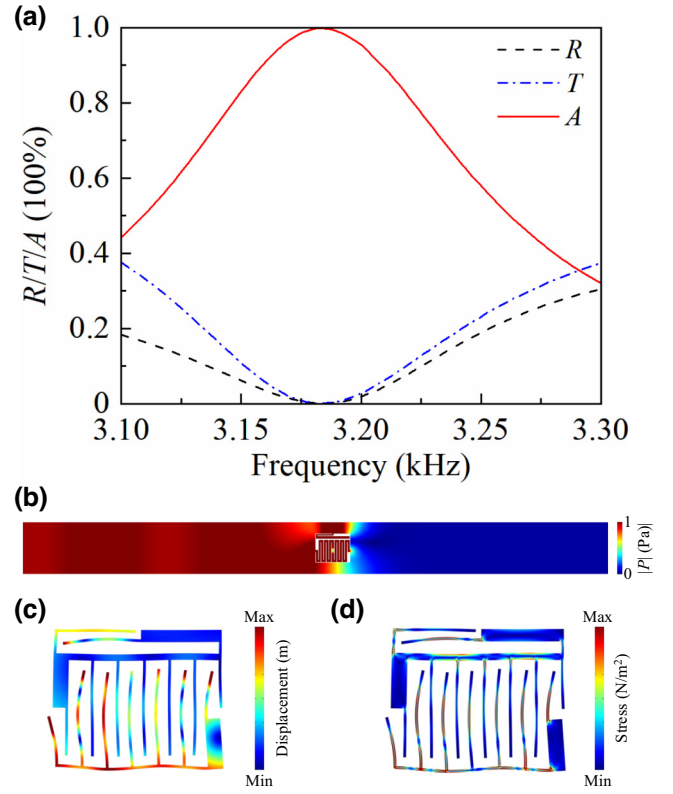 (a)
1.0
0.8
0.6
0.4
0.2
0
R/T/A (100%)
R
T
A
3.10
3.15
3.20
3.25
3.30
Frequency (kHz)
(b)
1
0
|P| (Pa)|
(c)
Max
Min
Displacement (m)
(d)
Max
Min
Stress (N/m²)